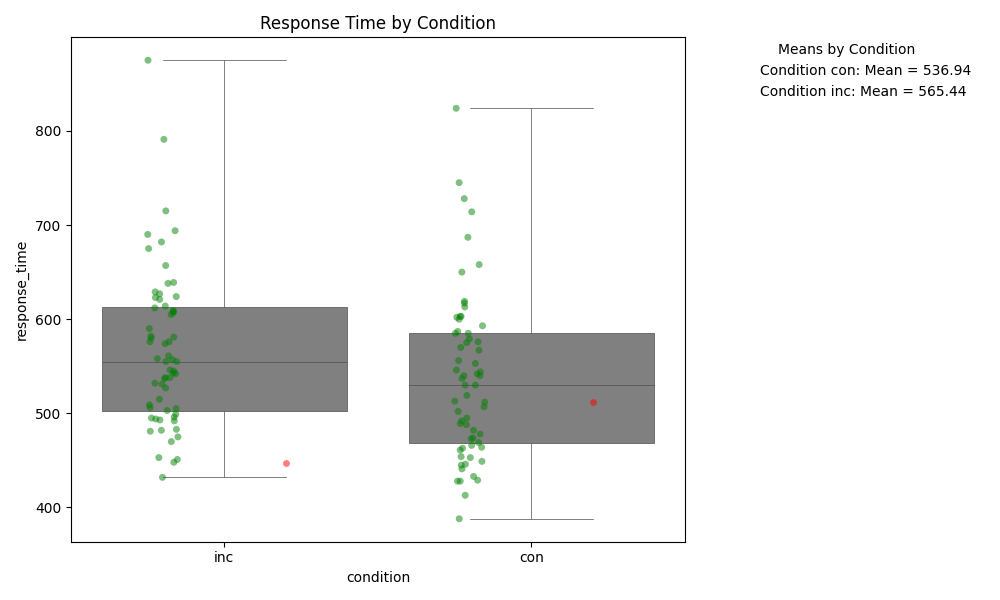 Response Time by Condition
Means by Condition
Condition con: Mean = 536.94
Condition inc: Mean = 565.44
response_time
800
700
600
500
400
inc
con
condition